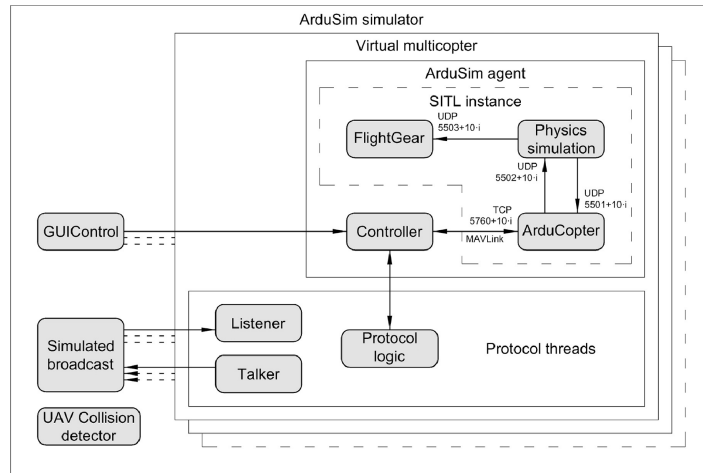 ArduSim simulator
Virtual multicopter
ArduSim agent
SITL instance
FlightGear
UDP
5503+10·i
Physics
simulation
UDP
5502+10·i
UDP
5501+10·i
GUIControl
Controller
TCP
5760+10·i
MAVLink
ArduCopter
Simulated
broadcast
Listener
Talker
Protocol
logic
Protocol threads
UAV Collision
detector